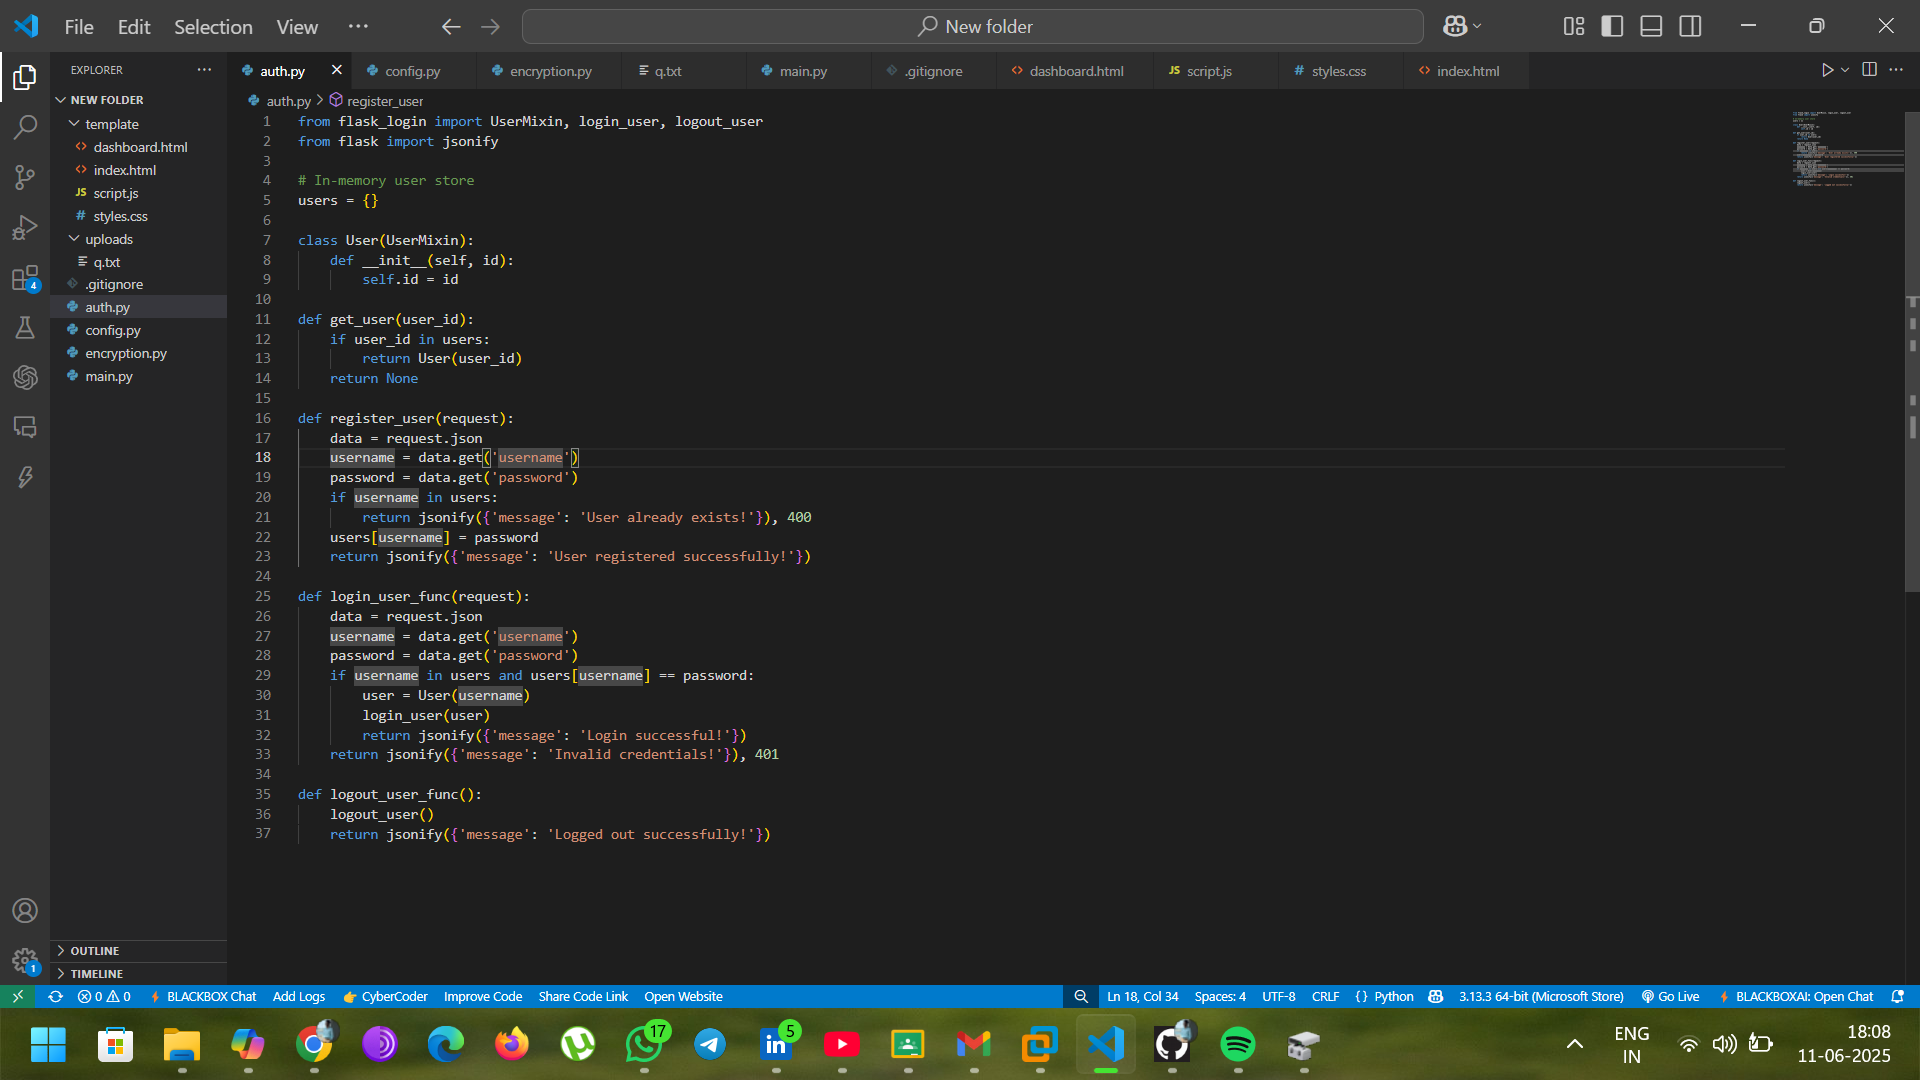 File Edit Selection View ··· New folder
EXPLORER ···
auth.py config.py encryption.py q.txt main.py .gitignore dashboard.html script.js styles.css index.html
NEW FOLDER
template
dashboard.html
index.html
JS script.js
# styles.css
uploads
q.txt
.gitignore
auth.py
config.py
encryption.py
main.py
OUTLINE
TIMELINE
auth.py > register_user
1 from flask_login import UserMixin, login_user, logout_user
2 from flask import jsonify
3
4 # In-memory user store
5 users = {}
6
7 class User(UserMixin):
8     def __init__(self, id):
9         self.id = id
10
11 def get_user(user_id):
12     if user_id in users:
13         return User(user_id)
14     return None
15
16 def register_user(request):
17     data = request.json
18     username = data.get('username')
19     password = data.get('password')
20     if username in users:
21         return jsonify({'message': 'User already exists!'}), 400
22     users[username] = password
23     return jsonify({'message': 'User registered successfully!'})
24
25 def login_user_func(request):
26     data = request.json
27     username = data.get('username')
28     password = data.get('password')
29     if username in users and users[username] == password:
30         user = User(username)
31         login_user(user)
32         return jsonify({'message': 'Login successful!'})
33     return jsonify({'message': 'Invalid credentials!'}), 401
34
35 def logout_user_func():
36     logout_user()
37     return jsonify({'message': 'Logged out successfully!'})
4
1
0 0 BLACKBOX Chat Add Logs CyberCoder Improve Code Share Code Link Open Website Ln 18, Col 34 Spaces: 4 UTF-8 CRLF {} Python 3.13.3 64-bit (Microsoft Store) Go Live BLACKBOXAI: Open Chat
17 5
ENG
IN
18:08
11-06-2025